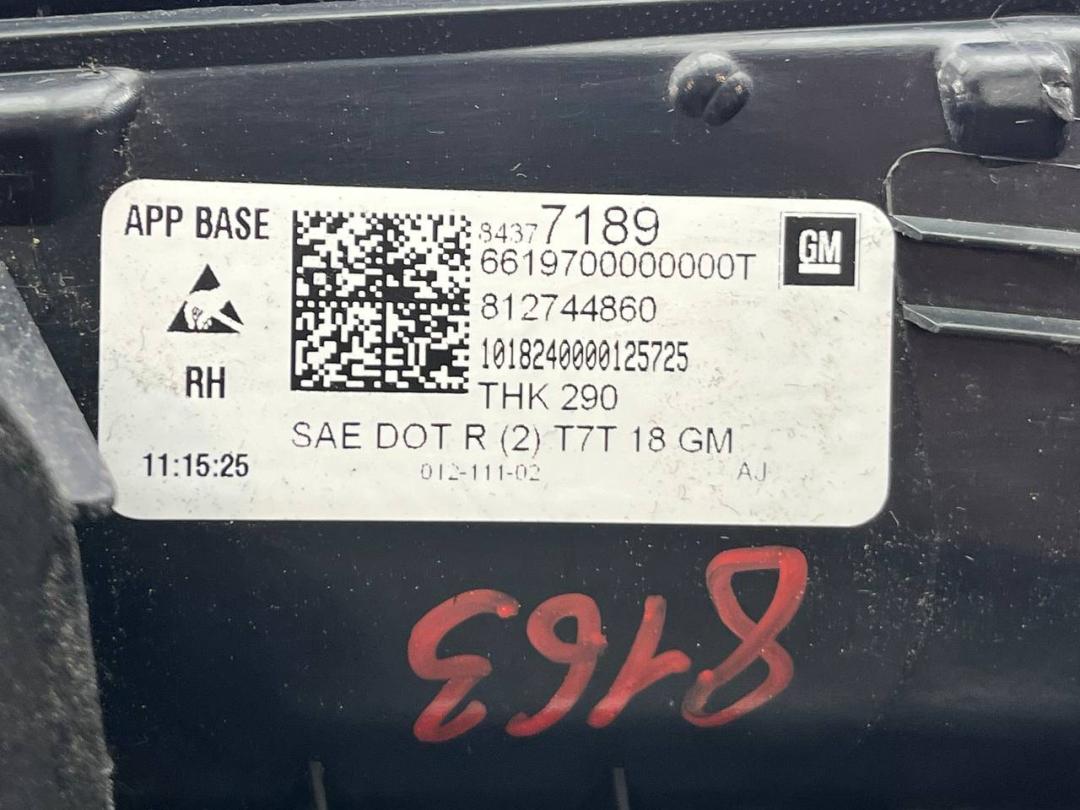 APP BASE
84377189
GM
6619700000000T
812744860
RH
1018240000125725
THK 290
SAE DOT R (2) T7T 18 GM
11:15:25
012-111-02 AJ
8163